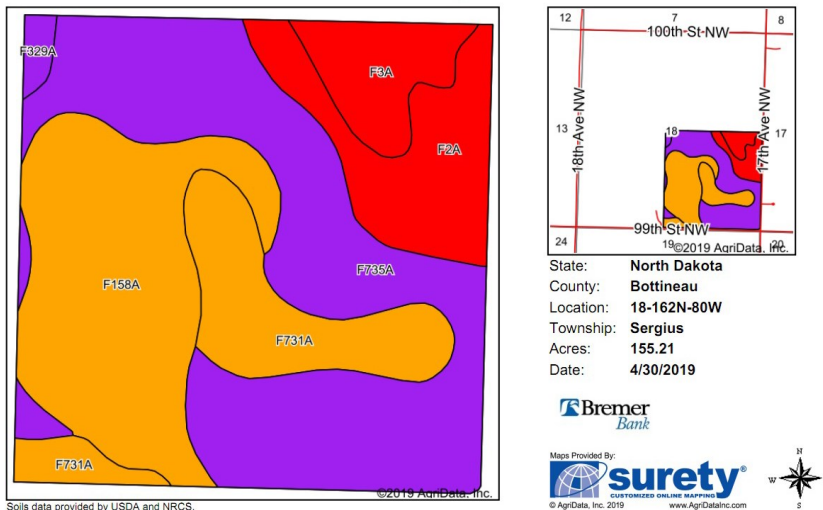 F329A
F3A
F2A
F735A
F158A
F731A
F731A
©2019 AgriData, Inc.
Soils data provided by USDA and NRCS.
12
7
8
100th St NW
18th Ave NW
17th Ave NW
13
18
17
99th St NW
24
19
20
©2019 AgriData, Inc.
State: North Dakota
County: Bottineau
Location: 18-162N-80W
Township: Sergius
Acres: 155.21
Date: 4/30/2019
Bremer
Bank
Maps Provided By:
surety®
CUSTOMIZED ONLINE MAPPING
© AgriData, Inc. 2019 www.AgriDataInc.com
N
W E
S